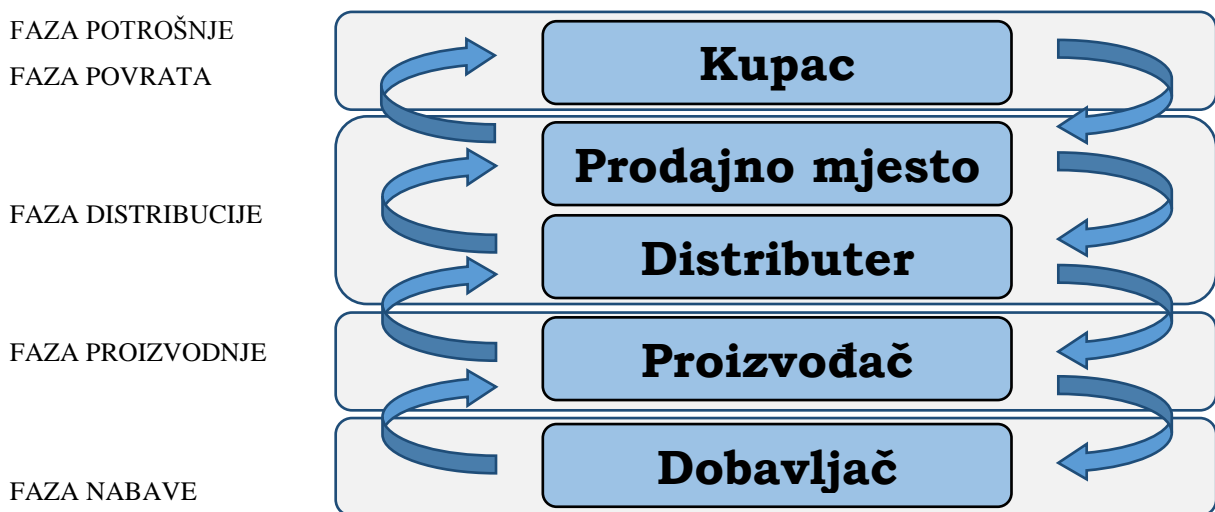 FAZA POTROŠNJE
FAZA POVRATA
Kupac
Prodajno mjesto
FAZA DISTRIBUCIJE
Distributer
FAZA PROIZVODNJE
Proizvođač
Dobavljač
FAZA NABAVE